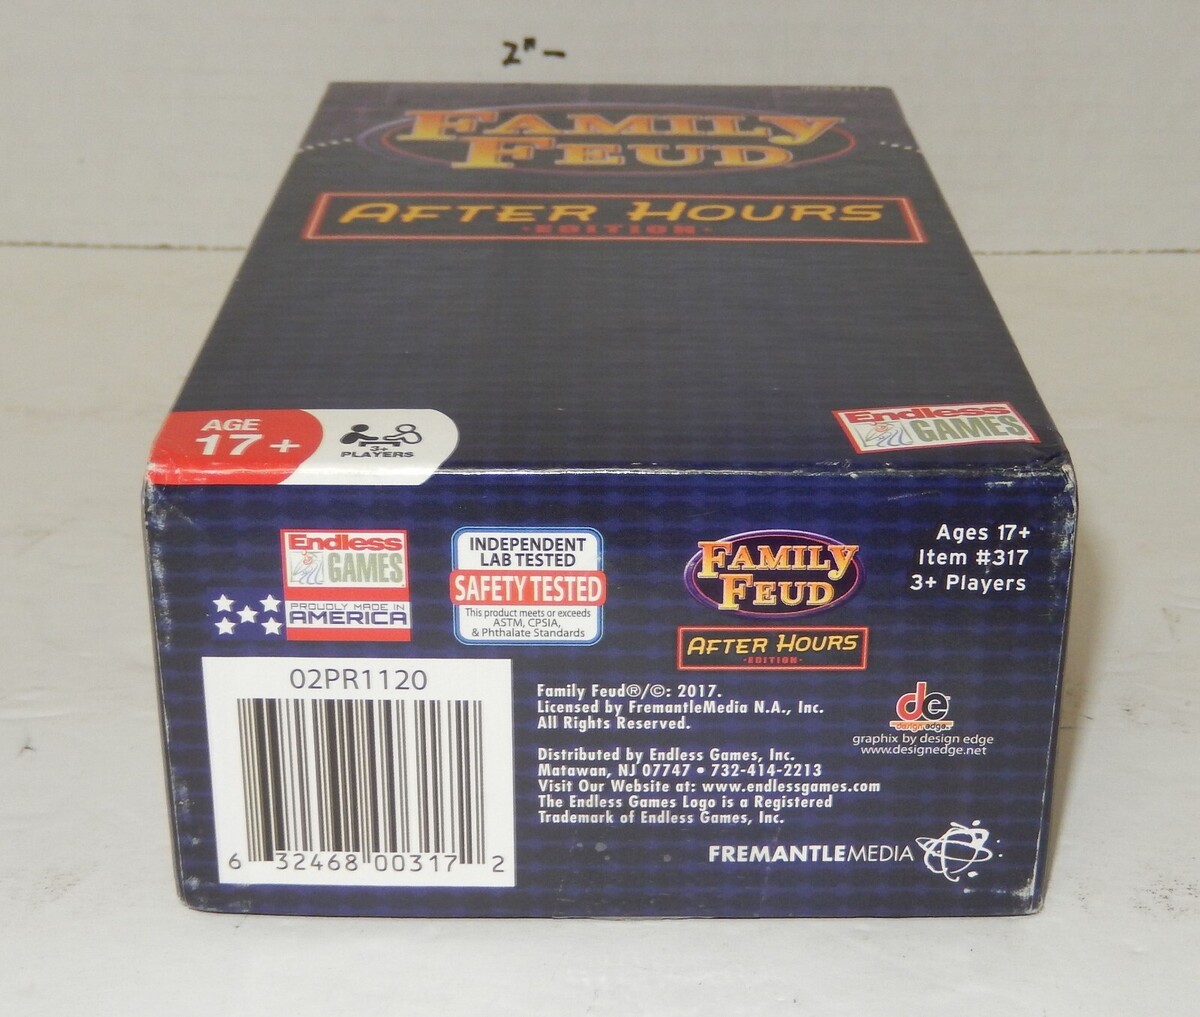 2" –
FAMILY
FEUD
AFTER HOURS
• EDITION •
AGE
17+
3+
PLAYERS
Endless
GAMES
Endless
GAMES
PROUDLY MADE IN
AMERICA
INDEPENDENT
LAB TESTED
SAFETY TESTED
This product meets or exceeds
ASTM, CPSIA,
& Phthalate Standards
FAMILY
FEUD
AFTER HOURS
• EDITION •
Ages 17+
Item #317
3+ Players
02PR1120
6 32468 00317 2
Family Feud®/©: 2017.
Licensed by FremantleMedia N.A., Inc.
All Rights Reserved.
Distributed by Endless Games, Inc.
Matawan, NJ 07747 • 732-414-2213
Visit Our Website at: www.endlessgames.com
The Endless Games Logo is a Registered
Trademark of Endless Games, Inc.
de
design edge
graphix by design edge
www.designedge.net
FREMANTLEMEDIA